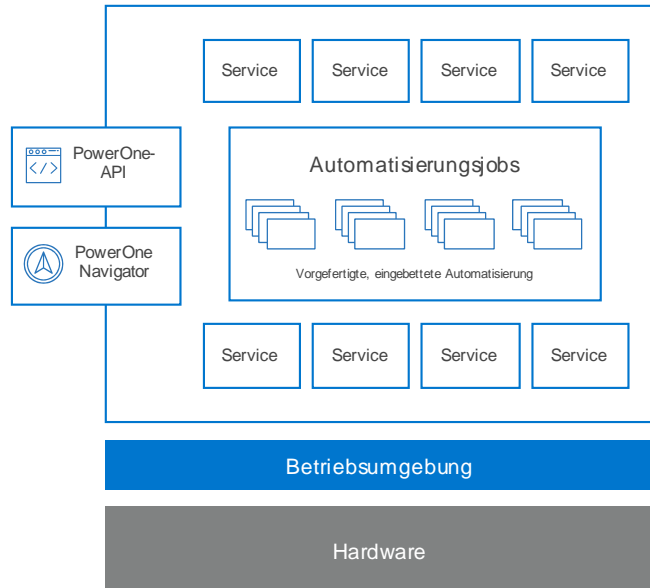 Service Service Service Service
PowerOne-
API
</>
Automatisierungsjobs
PowerOne
Navigator
Vorgefertigte, eingebettete Automatisierung
Service Service Service Service
Betriebsumgebung
Hardware